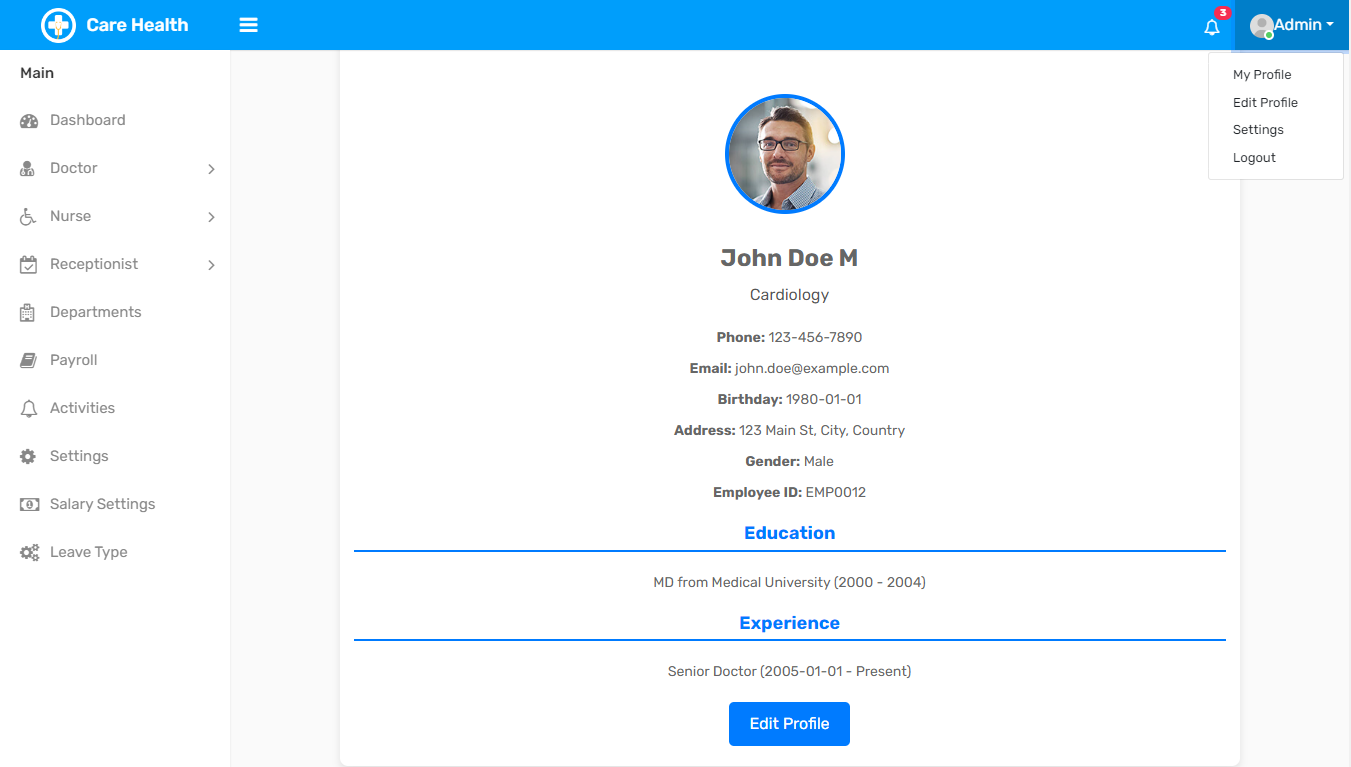 Care Health
3
Admin
My Profile
Edit Profile
Settings
Logout
Main
Dashboard
Doctor
Nurse
Receptionist
Departments
Payroll
Activities
Settings
Salary Settings
Leave Type
John Doe M
Cardiology
Phone: 123-456-7890
Email: john.doe@example.com
Birthday: 1980-01-01
Address: 123 Main St, City, Country
Gender: Male
Employee ID: EMP0012
Education
MD from Medical University (2000 - 2004)
Experience
Senior Doctor (2005-01-01 - Present)
Edit Profile